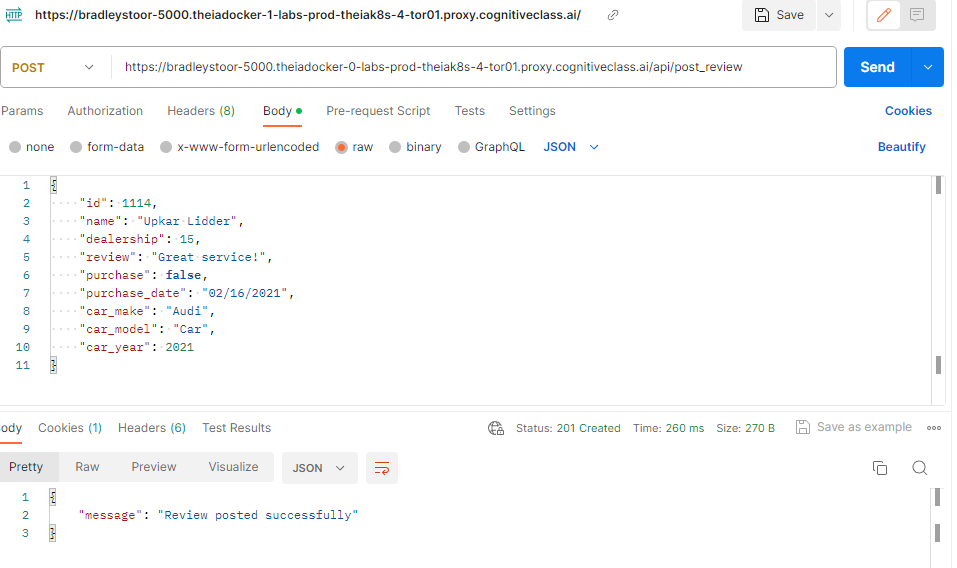 HTTP https://bradleystoor-5000.theiadocker-1-labs-prod-theiak8s-4-tor01.proxy.cognitiveclass.ai/ Save
POST https://bradleystoor-5000.theiadocker-0-labs-prod-theiak8s-4-tor01.proxy.cognitiveclass.ai/api/post_review Send
Params Authorization Headers (8) Body Pre-request Script Tests Settings Cookies
none form-data x-www-form-urlencoded raw binary GraphQL JSON Beautify
1 {
2 "id": 1114,
3 "name": "Upkar Lidder",
4 "dealership": 15,
5 "review": "Great service!",
6 "purchase": false,
7 "purchase_date": "02/16/2021",
8 "car_make": "Audi",
9 "car_model": "Car",
10 "car_year": 2021
11 }
ody Cookies (1) Headers (6) Test Results Status: 201 Created Time: 260 ms Size: 270 B Save as example
Pretty Raw Preview Visualize JSON
1 {
2 "message": "Review posted successfully"
3 }